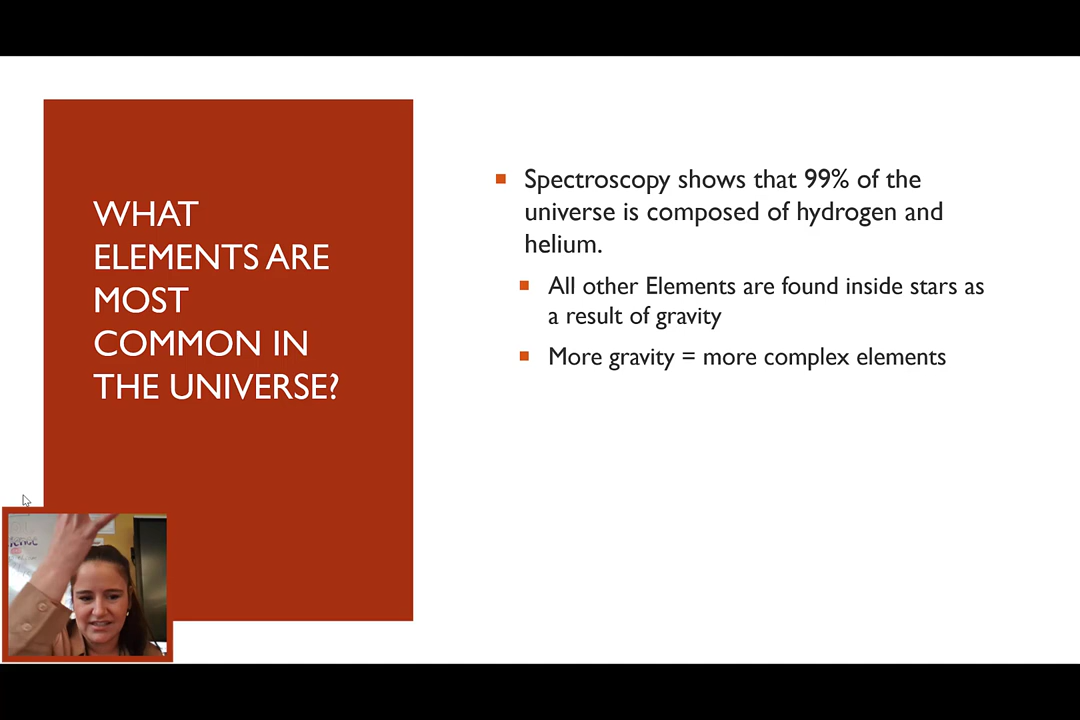 WHAT
ELEMENTS ARE
MOST
COMMON IN
THE UNIVERSE?
Spectroscopy shows that 99% of the
universe is composed of hydrogen and
helium.
All other Elements are found inside stars as
a result of gravity
More gravity = more complex elements